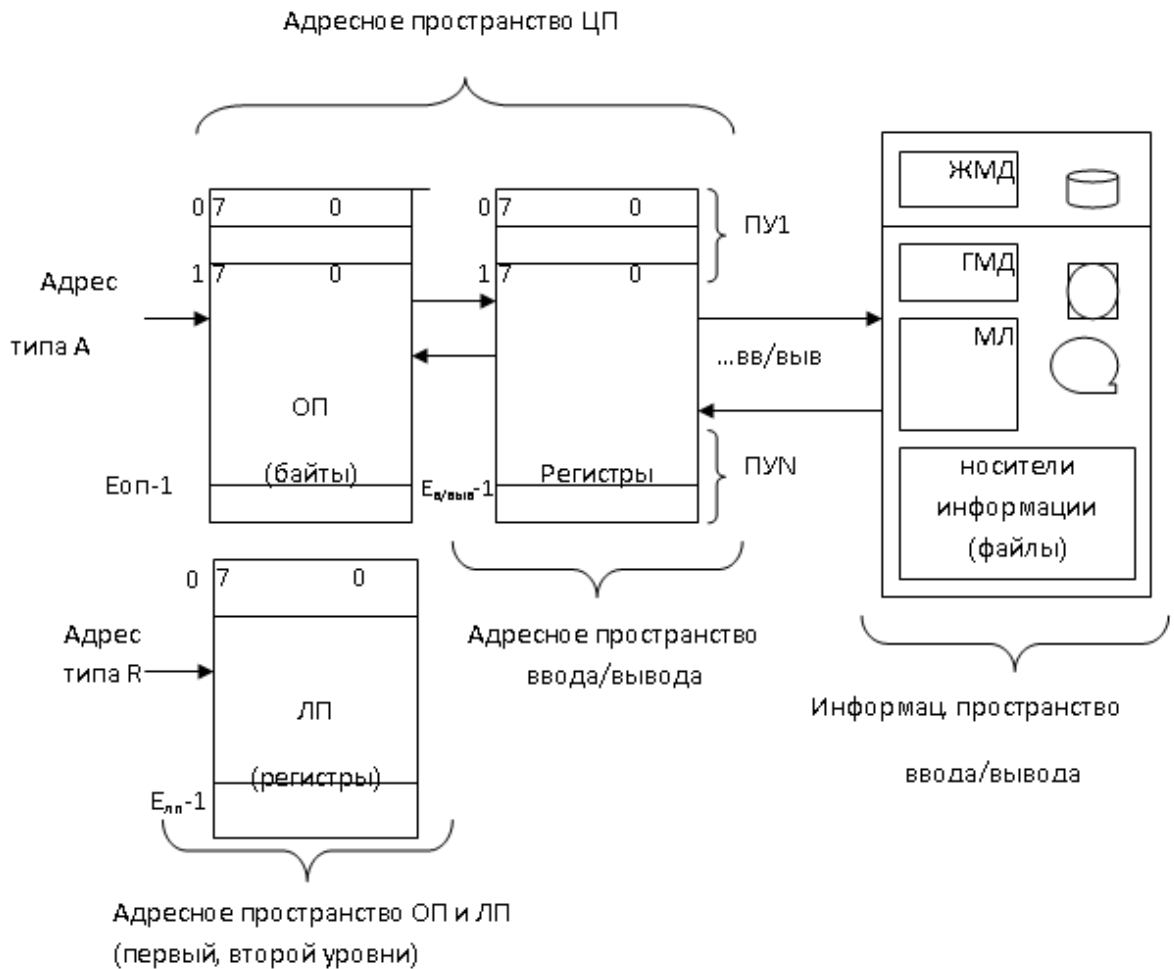 Адресное пространство ЦП
ЖМД
0 7 0
0 7 0
ПУ1
ГМД
1 7 0
1 7 0
Адрес
типа А
МЛ
...вв/выв
ОП
(байты)
Регистры
ПУN
Еоп-1
Ев/выв-1
носители
информации
(файлы)
0 7 0
Адрес
типа R
Адресное пространство
ввода/вывода
ЛП
(регистры)
Информац. пространство
ввода/вывода
Елп-1
Адресное пространство ОП и ЛП
(первый, второй уровни)